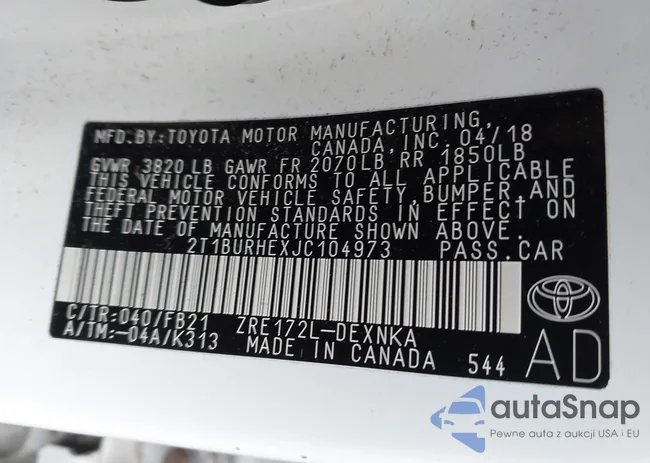 MFD.BY:TOYOTA MOTOR MANUFACTURING,
CANADA, INC. 04/18
GVWR 3820 LB GAWR FR 2070LB RR 1850LB
THIS VEHICLE CONFORMS TO ALL APPLICABLE
FEDERAL MOTOR VEHICLE SAFETY, BUMPER AND
THEFT PREVENTION STANDARDS IN EFFECT ON
THE DATE OF MANUFACTURE SHOWN ABOVE.
2T1BURHEXJC104973 PASS.CAR
C/TR:040/FB21 ZRE172L-DEXNKA
A/TM:-04A/K313 MADE IN CANADA 544 AD
autaSnap
Pewne auta z aukcji USA i EU